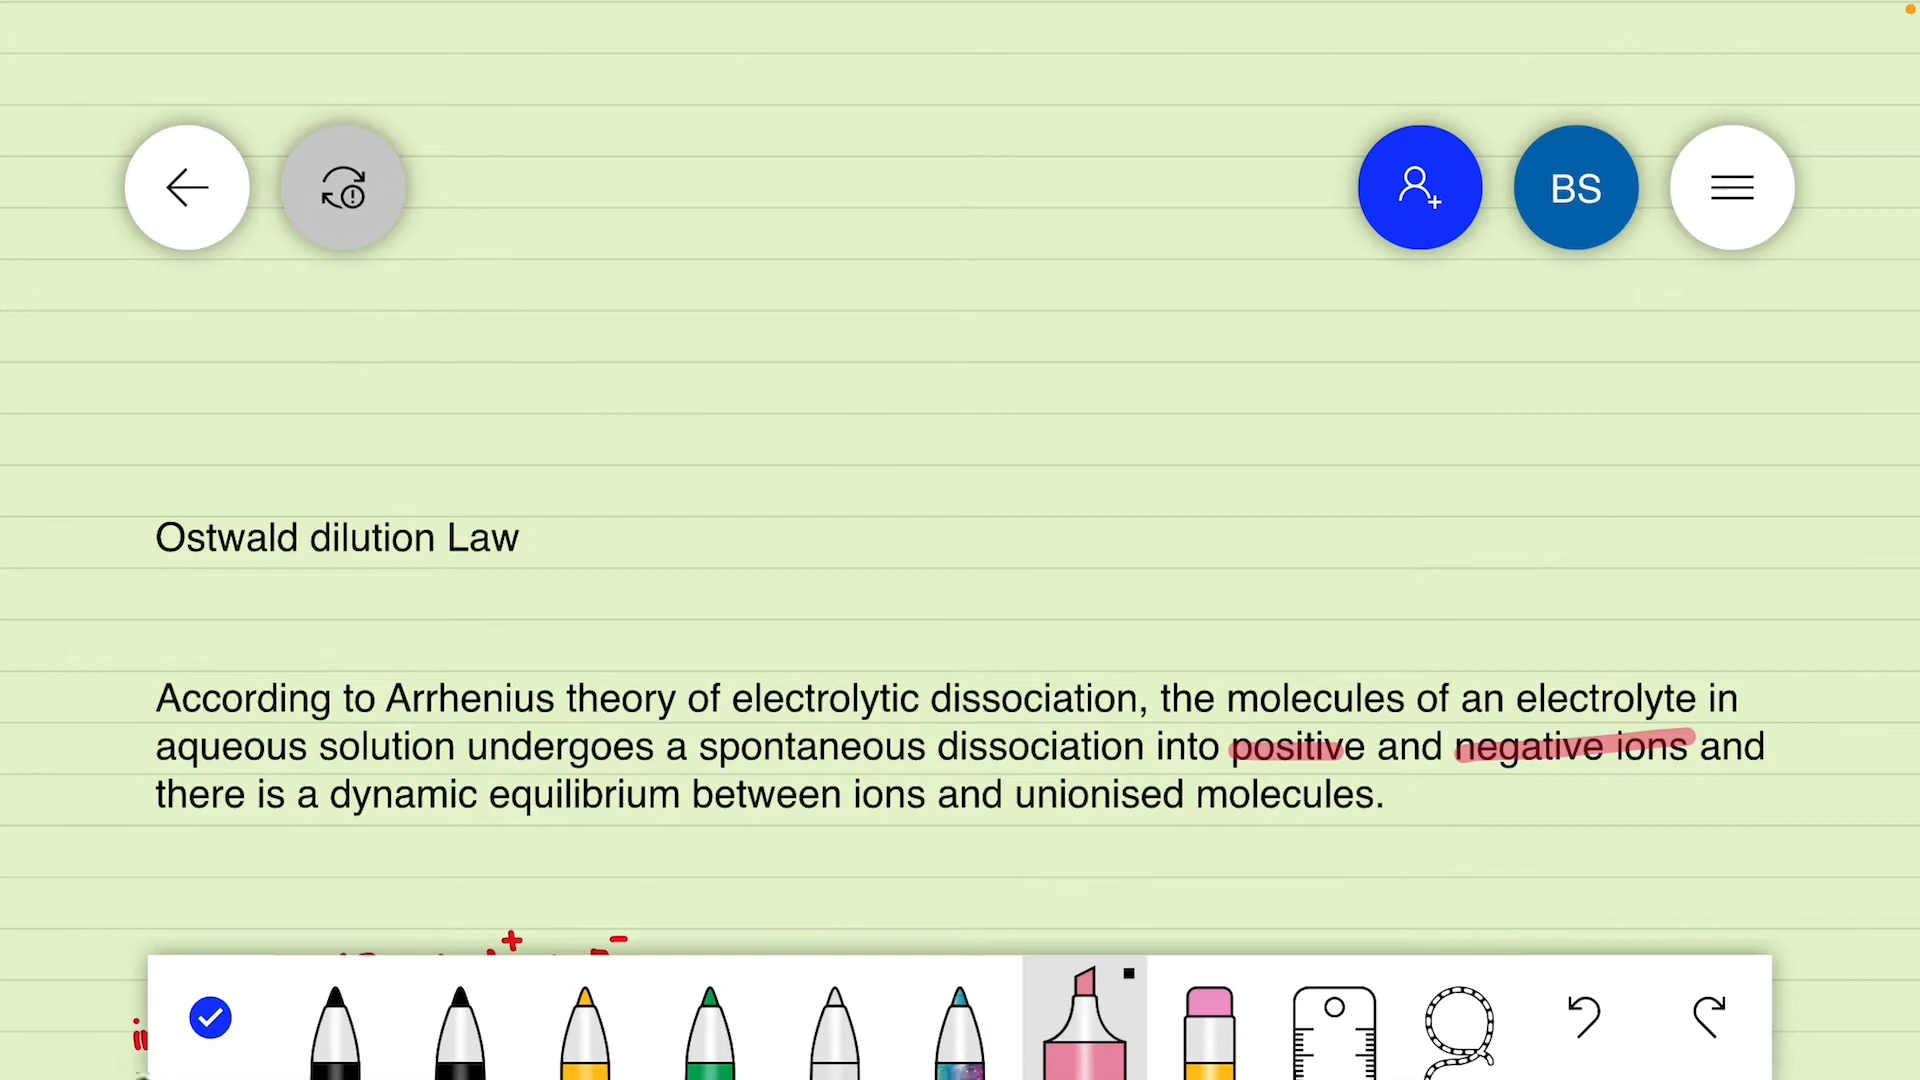 BS
Ostwald dilution Law
According to Arrhenius theory of electrolytic dissociation, the molecules of an electrolyte in
aqueous solution undergoes a spontaneous dissociation into positive and negative ions and
there is a dynamic equilibrium between ions and unionised molecules.